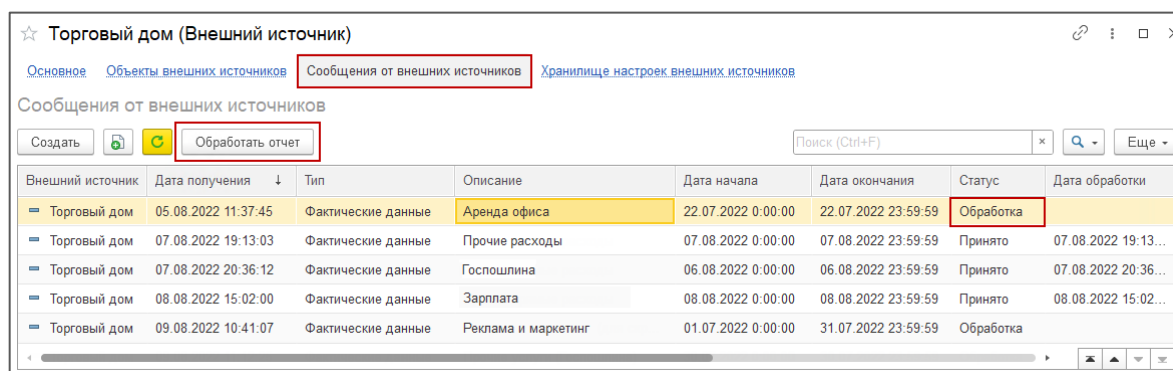 Торговый дом (Внешний источник)
Основное Объекты внешних источников Сообщения от внешних источников Хранилище настроек внешних источников
Сообщения от внешних источников
Создать Обработать отчет Поиск (Ctrl+F) × Еще
Внешний источник Дата получения ↓ Тип Описание Дата начала Дата окончания Статус Дата обработки
Торговый дом 05.08.2022 11:37:45 Фактические данные Аренда офиса 22.07.2022 0:00:00 22.07.2022 23:59:59 Обработка
Торговый дом 07.08.2022 19:13:03 Фактические данные Прочие расходы 07.08.2022 0:00:00 07.08.2022 23:59:59 Принято 07.08.2022 19:13...
Торговый дом 07.08.2022 20:36:12 Фактические данные Госпошлина 06.08.2022 0:00:00 06.08.2022 23:59:59 Принято 07.08.2022 20:36...
Торговый дом 08.08.2022 15:02:00 Фактические данные Зарплата 08.08.2022 0:00:00 08.08.2022 23:59:59 Принято 08.08.2022 15:02...
Торговый дом 09.08.2022 10:41:07 Фактические данные Реклама и маркетинг 01.07.2022 0:00:00 31.07.2022 23:59:59 Обработка